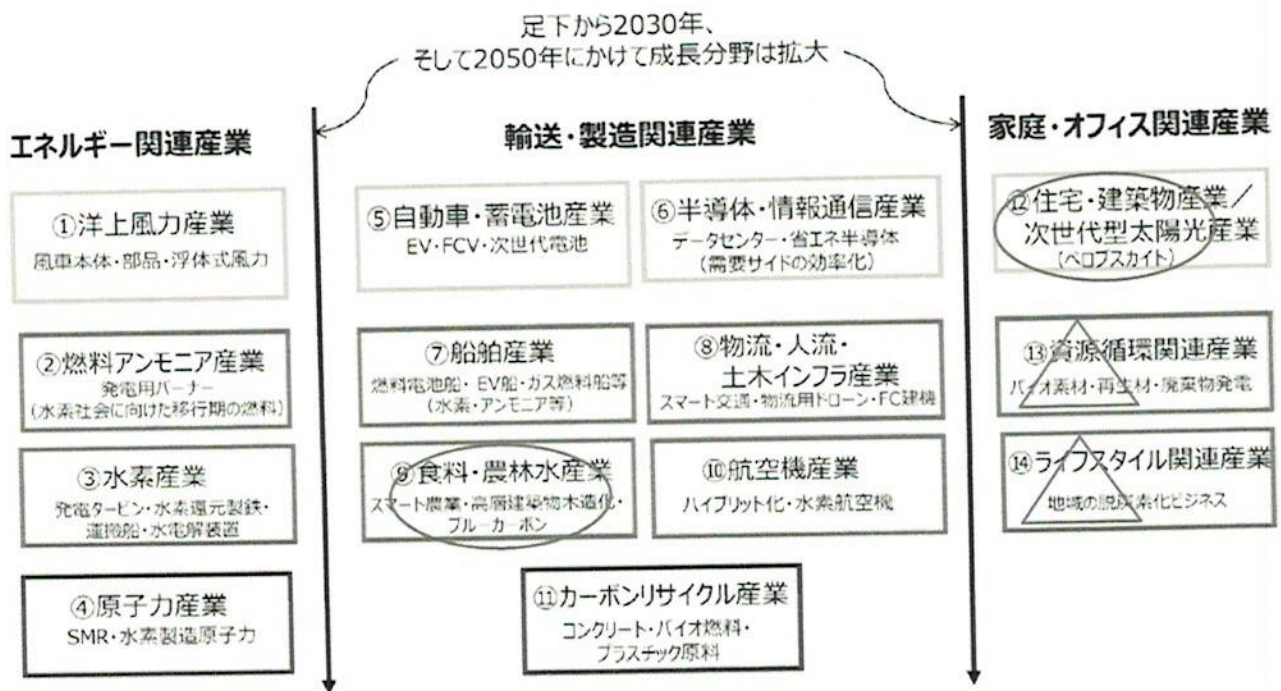 足下から2030年、
そして2050年にかけて成長分野は拡大
エネルギー関連産業
①洋上風力産業
風車本体・部品・浮体式風力
②燃料アンモニア産業
発電用バーナー
(水素社会に向けた移行期の燃料)
③水素産業
発電タービン・水素還元製鉄・
運搬船・水電解装置
④原子力産業
SMR・水素製造原子力
輸送・製造関連産業
⑤自動車・蓄電池産業
EV・FCV・次世代電池
⑥半導体・情報通信産業
データセンター・省エネ半導体
(需要サイドの効率化)
⑦船舶産業
燃料電池船・EV船・ガス燃料船等
(水素・アンモニア等)
⑧物流・人流・
土木インフラ産業
スマート交通・物流用ドローン・FC建機
⑨食料・農林水産業
スマート農業・高層建築物木造化・
ブルーカーボン
⑩航空機産業
ハイブリット化・水素航空機
⑪カーボンリサイクル産業
コンクリート・バイオ燃料・
プラスチック原料
家庭・オフィス関連産業
⑫住宅・建築物産業／
次世代型太陽光産業
(ペロブスカイト)
⑬資源循環関連産業
バイオ素材・再生材・廃棄物発電
⑭ライフスタイル関連産業
地域の脱炭素化ビジネス